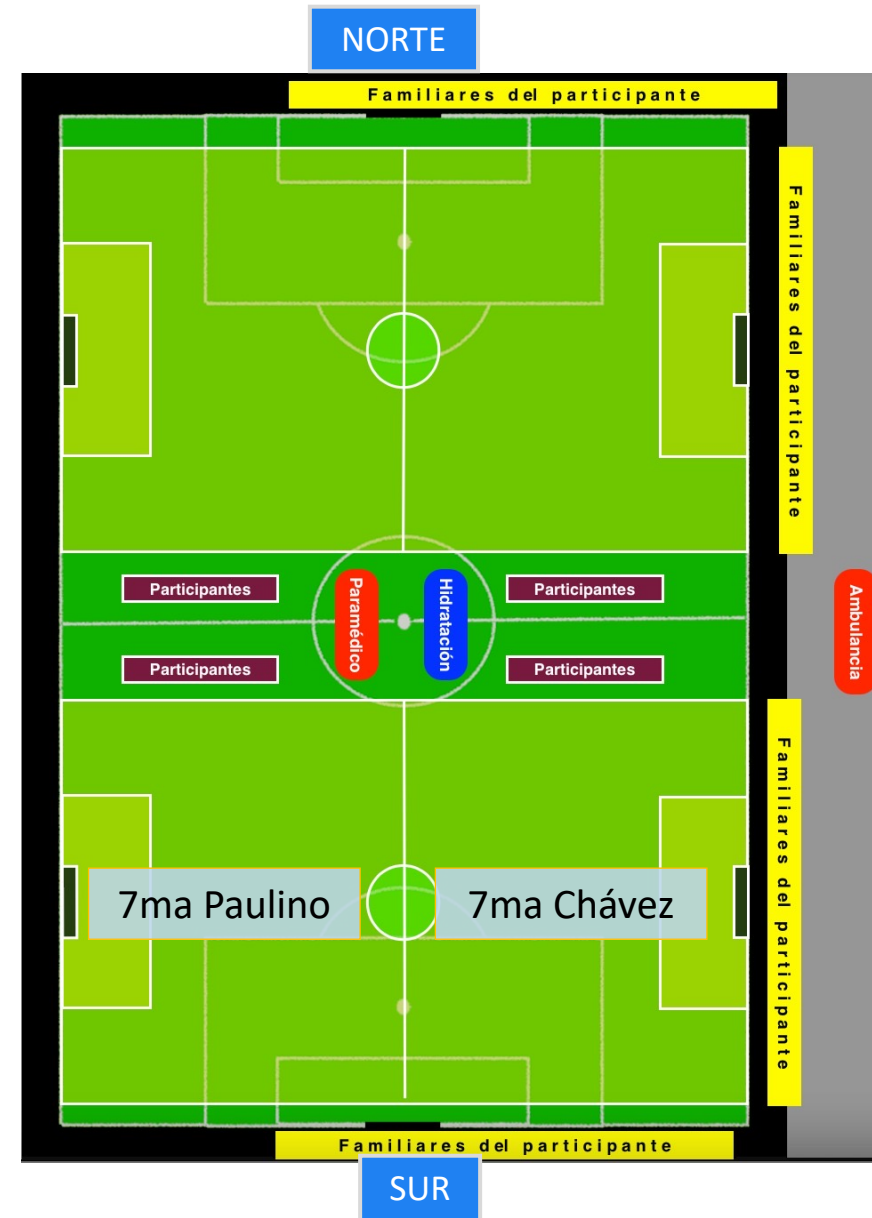 NORTE
Familiares del participante
Familiares del participante
Participantes
Paramédico
Hidratación
Participantes
Ambulancia
Participantes
Participantes
Familiares del participante
7ma Paulino
7ma Chávez
Familiares del participante
SUR